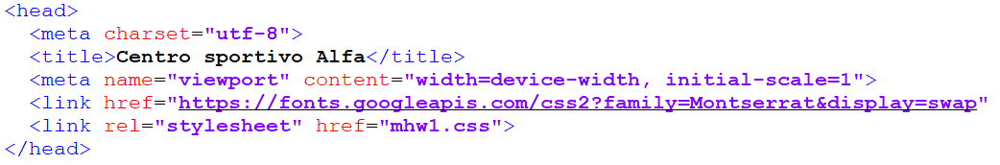 <head>
<meta charset="utf-8">
<title>Centro sportivo Alfa</title>
<meta name="viewport" content="width=device-width, initial-scale=1">
<link href="https://fonts.googleapis.com/css2?family=Montserrat&display=swap"
<link rel="stylesheet" href="mhw1.css">
</head>